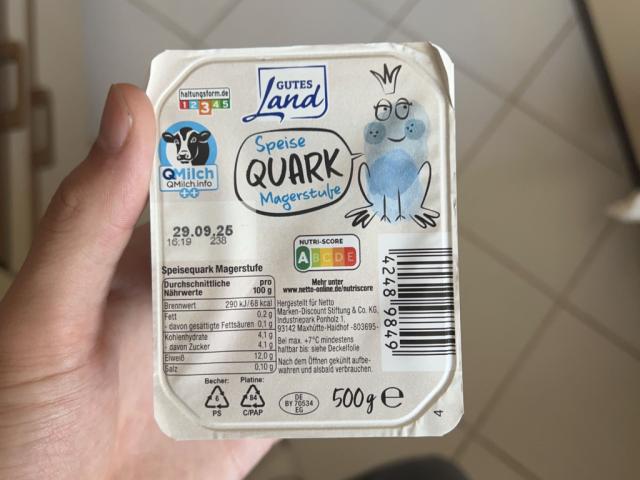 haltungsform.de
1 2 3 4 5
GUTES
Land
Speise
QUARK
Magerstufe
QMilch
QMilch.info
++
29.09.25
16:19 238
NUTRI-SCORE
A B C D E
Mehr unter
www.netto-online.de/nutriscore
Speisequark Magerstufe
Durchschnittliche Nährwerte pro 100 g
Brennwert 290 kJ/68 kcal
Fett 0,2 g
- davon gesättigte Fettsäuren 0,1 g
Kohlenhydrate 4,1 g
- davon Zucker 4,1 g
Eiweiß 12,0 g
Salz 0,10 g
Hergestellt für Netto
Marken-Discount Stiftung & Co. KG,
Industriepark Ponholz 1,
93142 Maxhütte-Haidhof -803695-
Bei max. +7°C mindestens
haltbar bis: siehe Deckelfolie
Nach dem Öffnen gekühlt aufbe-
wahren und alsbald verbrauchen.
4248 9849
Becher: Platine:
6 84
PS C/PAP
DE
BY 70534
EG
500g e
4